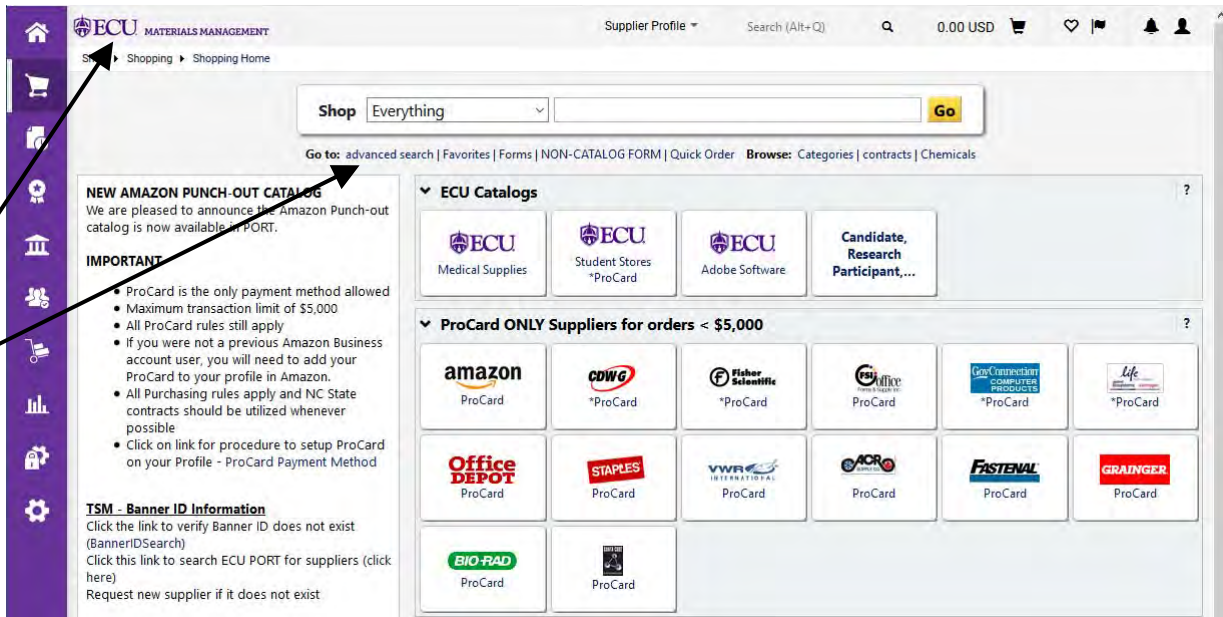 ECU MATERIALS MANAGEMENT
Supplier Profile
Search (Alt+Q)
0.00 USD
Shopping
Shopping Home
Shop
Everything
Go
Go to: advanced search | Favorites | Forms | NON-CATALOG FORM | Quick Order Browse: Categories | contracts | Chemicals
NEW AMAZON PUNCH-OUT CATALOG
We are pleased to announce the Amazon Punch-out
catalog is now available in PORT.
IMPORTANT
• ProCard is the only payment method allowed
• Maximum transaction limit of $5,000
• All ProCard rules still apply
• If you were not a previous Amazon Business
account user, you will need to add your
ProCard to your profile in Amazon.
• All Purchasing rules apply and NC State
contracts should be utilized whenever
possible
• Click on link for procedure to setup ProCard
on your Profile - ProCard Payment Method
TSM - Banner ID Information
Click the link to verify Banner ID does not exist
(BannerIDSearch)
Click this link to search ECU PORT for suppliers (click
here)
Request new supplier if it does not exist
ECU Catalogs
?
ECU
Medical Supplies
ECU
Student Stores
*ProCard
ECU
Adobe Software
Candidate,
Research
Participant,...
ProCard ONLY Suppliers for orders < $5,000
?
amazon
ProCard
CDW-G
*ProCard
Fisher
Scientific
*ProCard
FSI office
ProCard
GovConnection
COMPUTER
PRODUCTS
*ProCard
life
*ProCard
Office
DEPOT
ProCard
STAPLES
ProCard
VWR
INTERNATIONAL
ProCard
ACR
ProCard
FASTENAL
ProCard
GRAINGER
ProCard
BIO-RAD
ProCard
ProCard